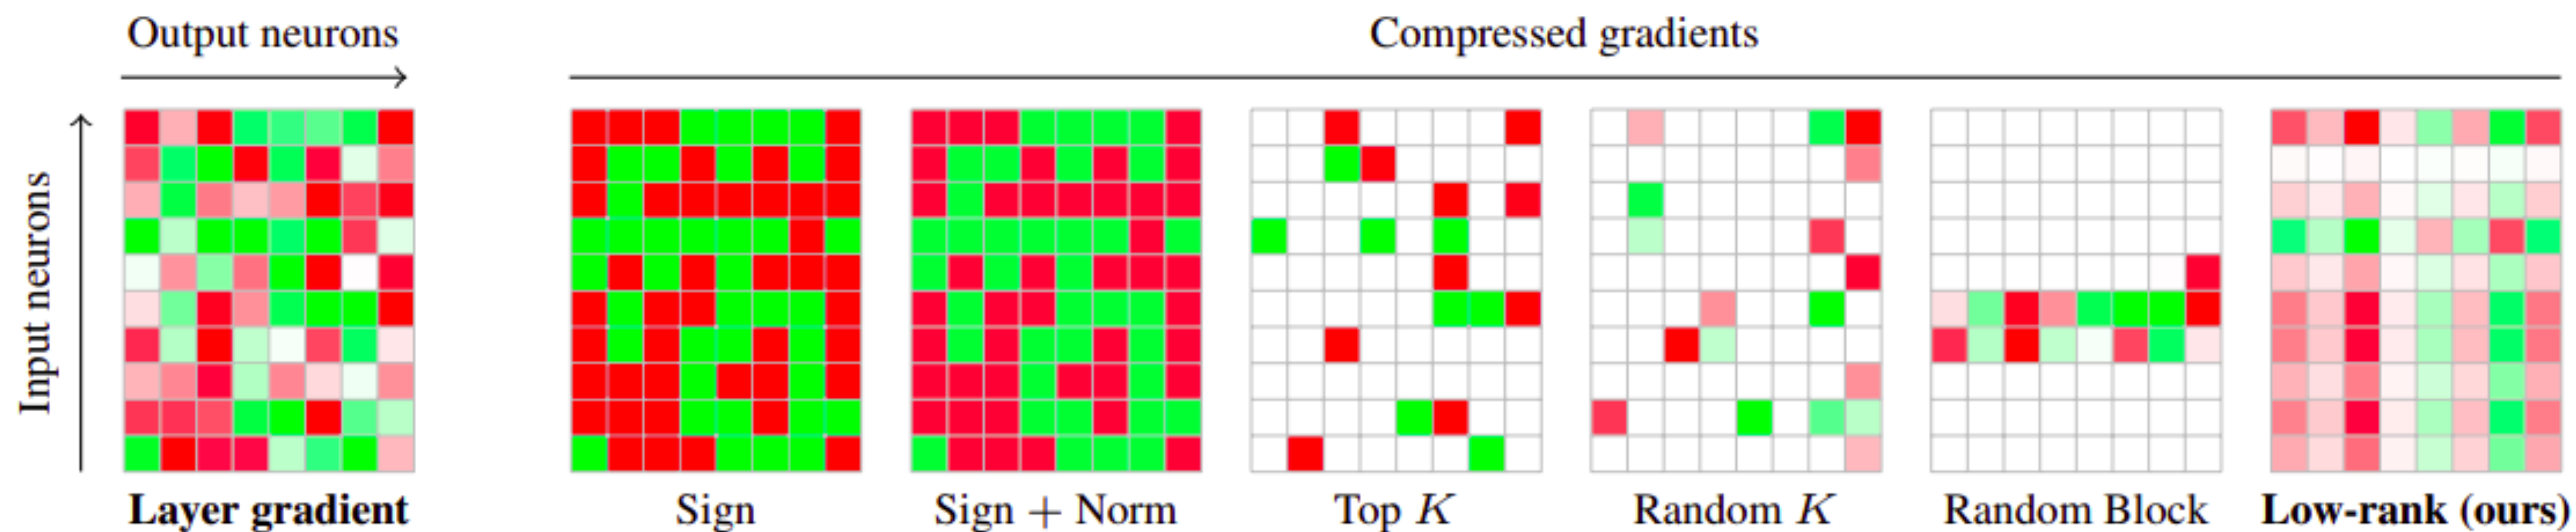 Output neurons
Compressed gradients
Input neurons
Layer gradient
Sign
Sign + Norm
Top K
Random K
Random Block
Low-rank (ours)